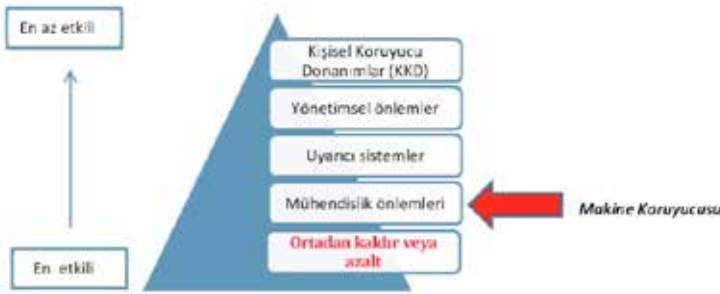 En az etkili
Kişisel Koruyucu
Donanımlar (KKD)
Yönetimsel önlemler
Uyarıcı sistemler
Mühendislik önlemleri
Makine Koruyucusu
Ortadan kaldır veya
azalt
En etkili